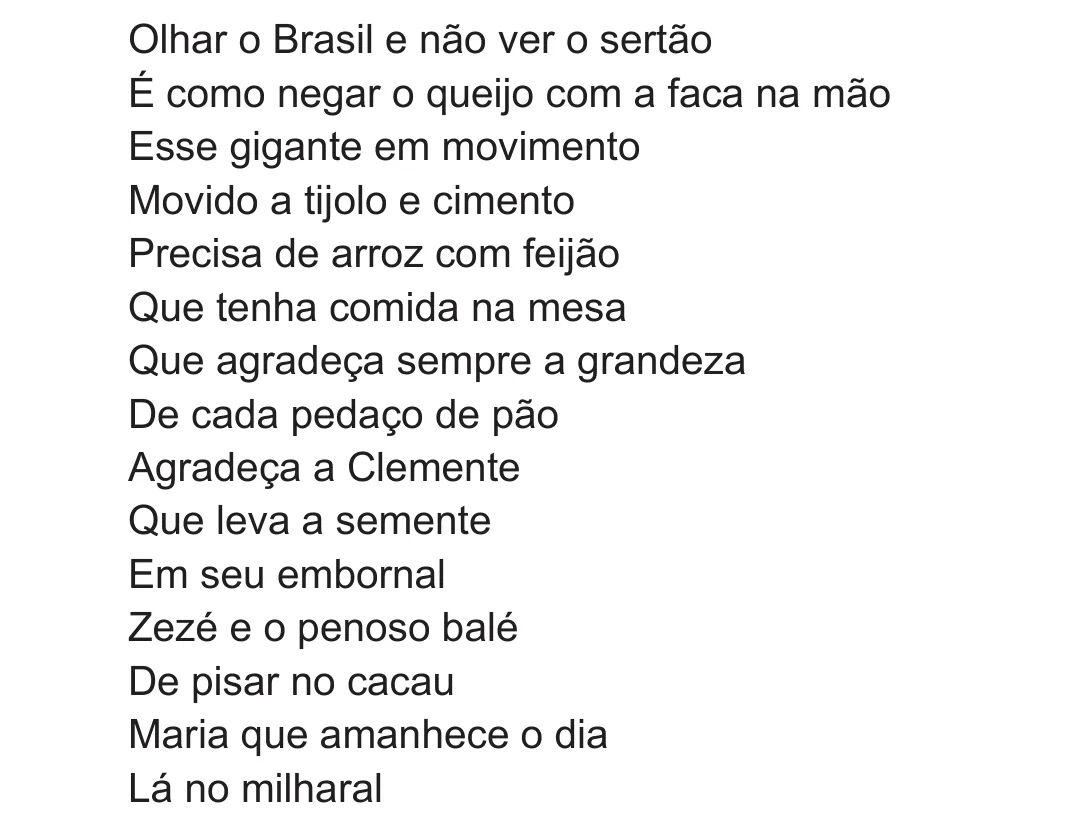 Olhar o Brasil e não ver o sertão
É como negar o queijo com a faca na mão
Esse gigante em movimento
Movido a tijolo e cimento
Precisa de arroz com feijão
Que tenha comida na mesa
Que agradeça sempre a grandeza
De cada pedaço de pão
Agradeça a Clemente
Que leva a semente
Em seu embornal
Zezé e o penoso balé
De pisar no cacau
Maria que amanhece o dia
Lá no milharal